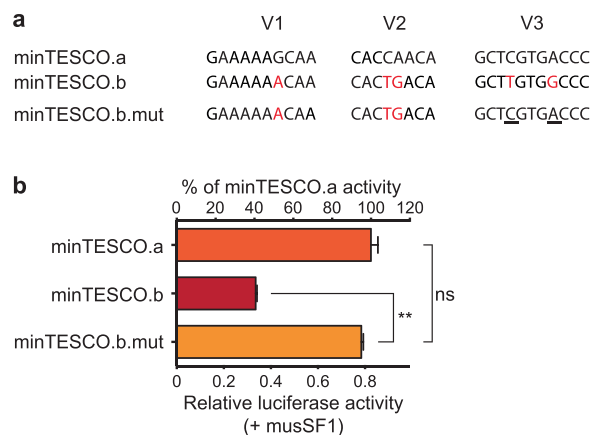 a
V1 V2 V3
minTESCO.a GAAAAAGCAA CACCAACA GCTCGTGACCC
minTESCO.b GAAAAAACAA CACTGACA GCTTGTGGCCC
minTESCO.b.mut GAAAAAACAA CACTGACA GCTCGTGACCC
b
% of minTESCO.a activity
0 20 40 60 80 100 120
minTESCO.a
minTESCO.b
minTESCO.b.mut
** ns
0 0.2 0.4 0.6 0.8
Relative luciferase activity
(+ musSF1)